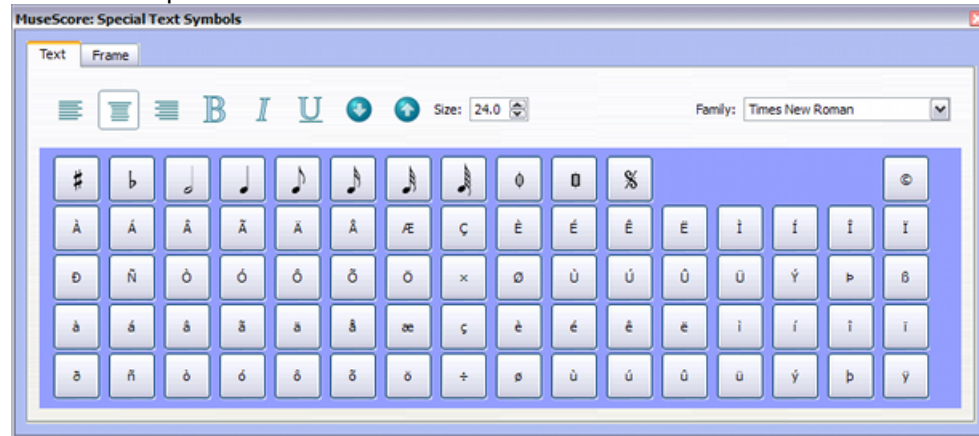 MuseScore: Special Text Symbols
Text Frame
B I U Size: 24.0 Family: Times New Roman
♯ ♭ 𝅗𝅥 𝅘𝅥 𝅘𝅥𝅮 𝅘𝅥𝅯 𝅘𝅥𝅰 𝅘𝅥𝅱 𝄋 ©
À Á Â Ã Ä Å Æ Ç È É Ê Ë Ì Í Î Ï
Ð Ñ Ò Ó Ô Õ Ö × Ø Ù Ú Û Ü Ý Þ ß
à á â ã ä å æ ç è é ê ë ì í î ï
ð ñ ò ó ô õ ö ÷ ø ù ú û ü ý þ ÿ